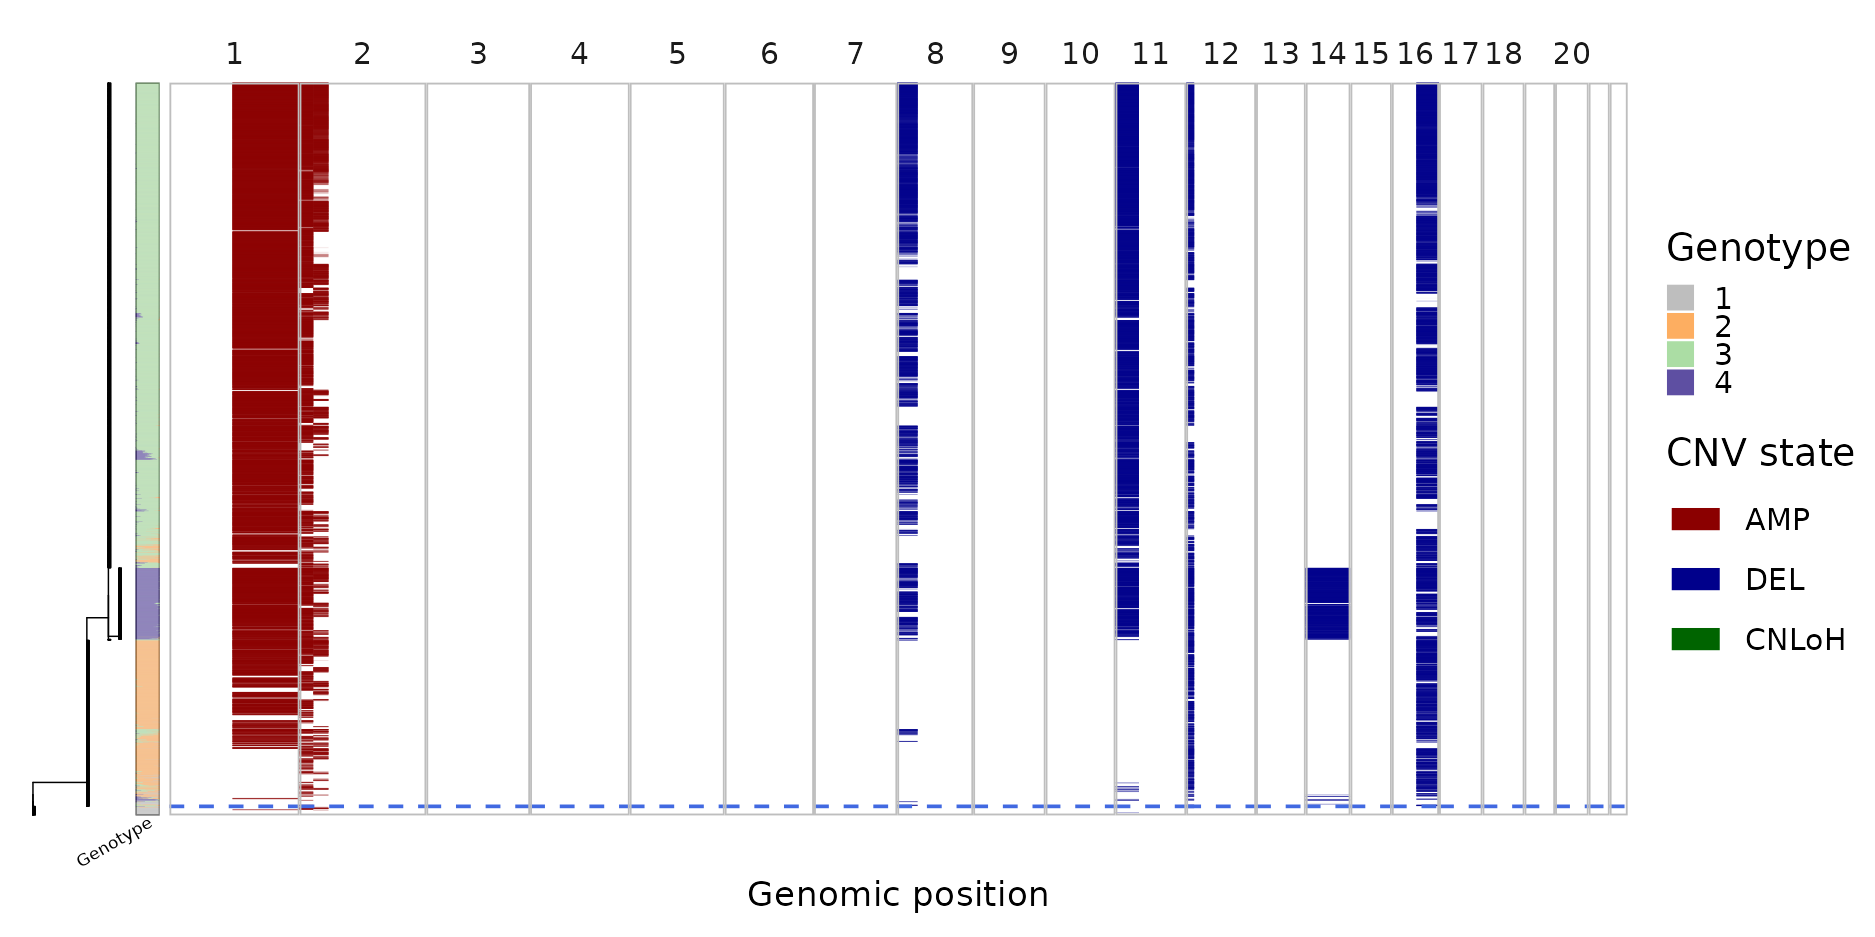 1 2 3 4 5 6 7 8 9 10 11 12 13 14 15 16 17 18 20
Genotype
1
2
3
4
CNV state
AMP
DEL
CNLoH
Genotype
Genomic position